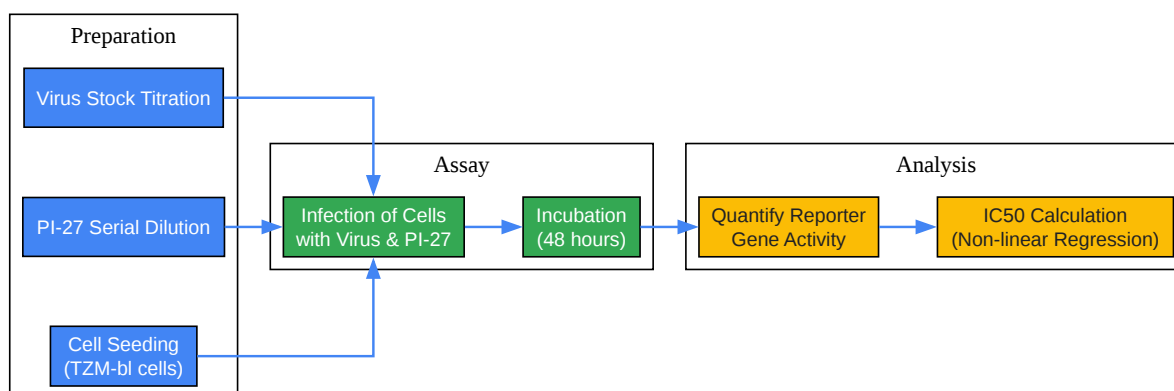 Preparation
Virus Stock Titration
PI-27 Serial Dilution
Cell Seeding
(TZM-bl cells)
Assay
Infection of Cells
with Virus & PI-27
Incubation
(48 hours)
Analysis
Quantify Reporter
Gene Activity
IC50 Calculation
(Non-linear Regression)